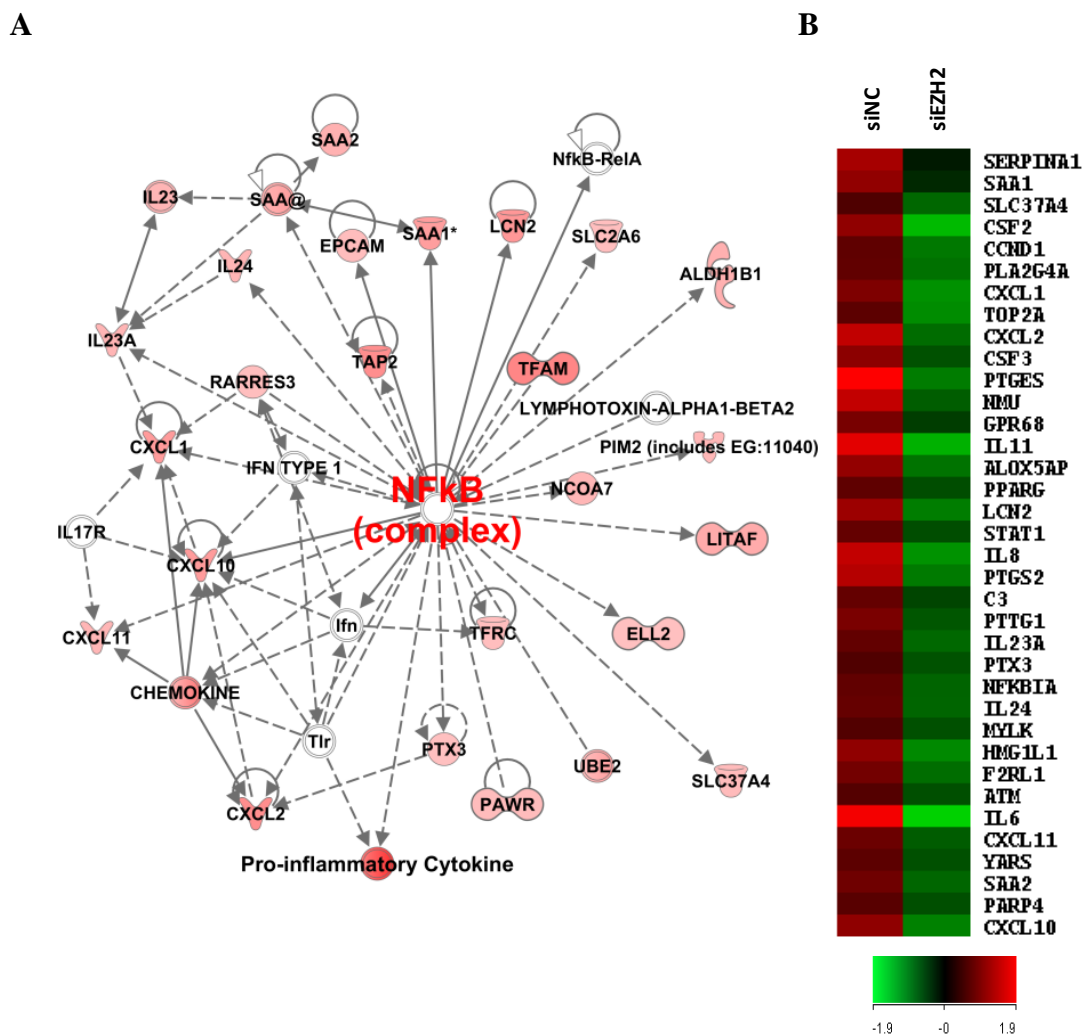 A
B
siNC
siEZH2
SAA2
NfkB-RelA
IL23
SAA@
EPCAM
SAA1*
LCN2
SLC2A6
IL24
ALDH1B1
IL23A
TAP2
TFAM
RARRES3
LYMPHOTOXIN-ALPHA1-BETA2
CXCL1
IFN TYPE 1
PIM2 (includes EG:11040)
NFkB
(complex)
NCOA7
IL17R
LITAF
CXCL10
CXCL11
Ifn
TFRC
ELL2
CHEMOKINE
Tlr
PTX3
UBE2
SLC37A4
PAWR
CXCL2
Pro-inflammatory Cytokine
SERPINA1
SAA1
SLC37A4
CSF2
CCND1
PLA2G4A
CXCL1
TOP2A
CXCL2
CSF3
PTGES
NMU
GPR68
IL11
ALOX5AP
PPARG
LCN2
STAT1
IL8
PTGS2
C3
PTTG1
IL23A
PTX3
NFKBIA
IL24
MYLK
HMG1L1
F2RL1
ATM
IL6
CXCL11
YARS
SAA2
PARP4
CXCL10
-1.9 -0 1.9